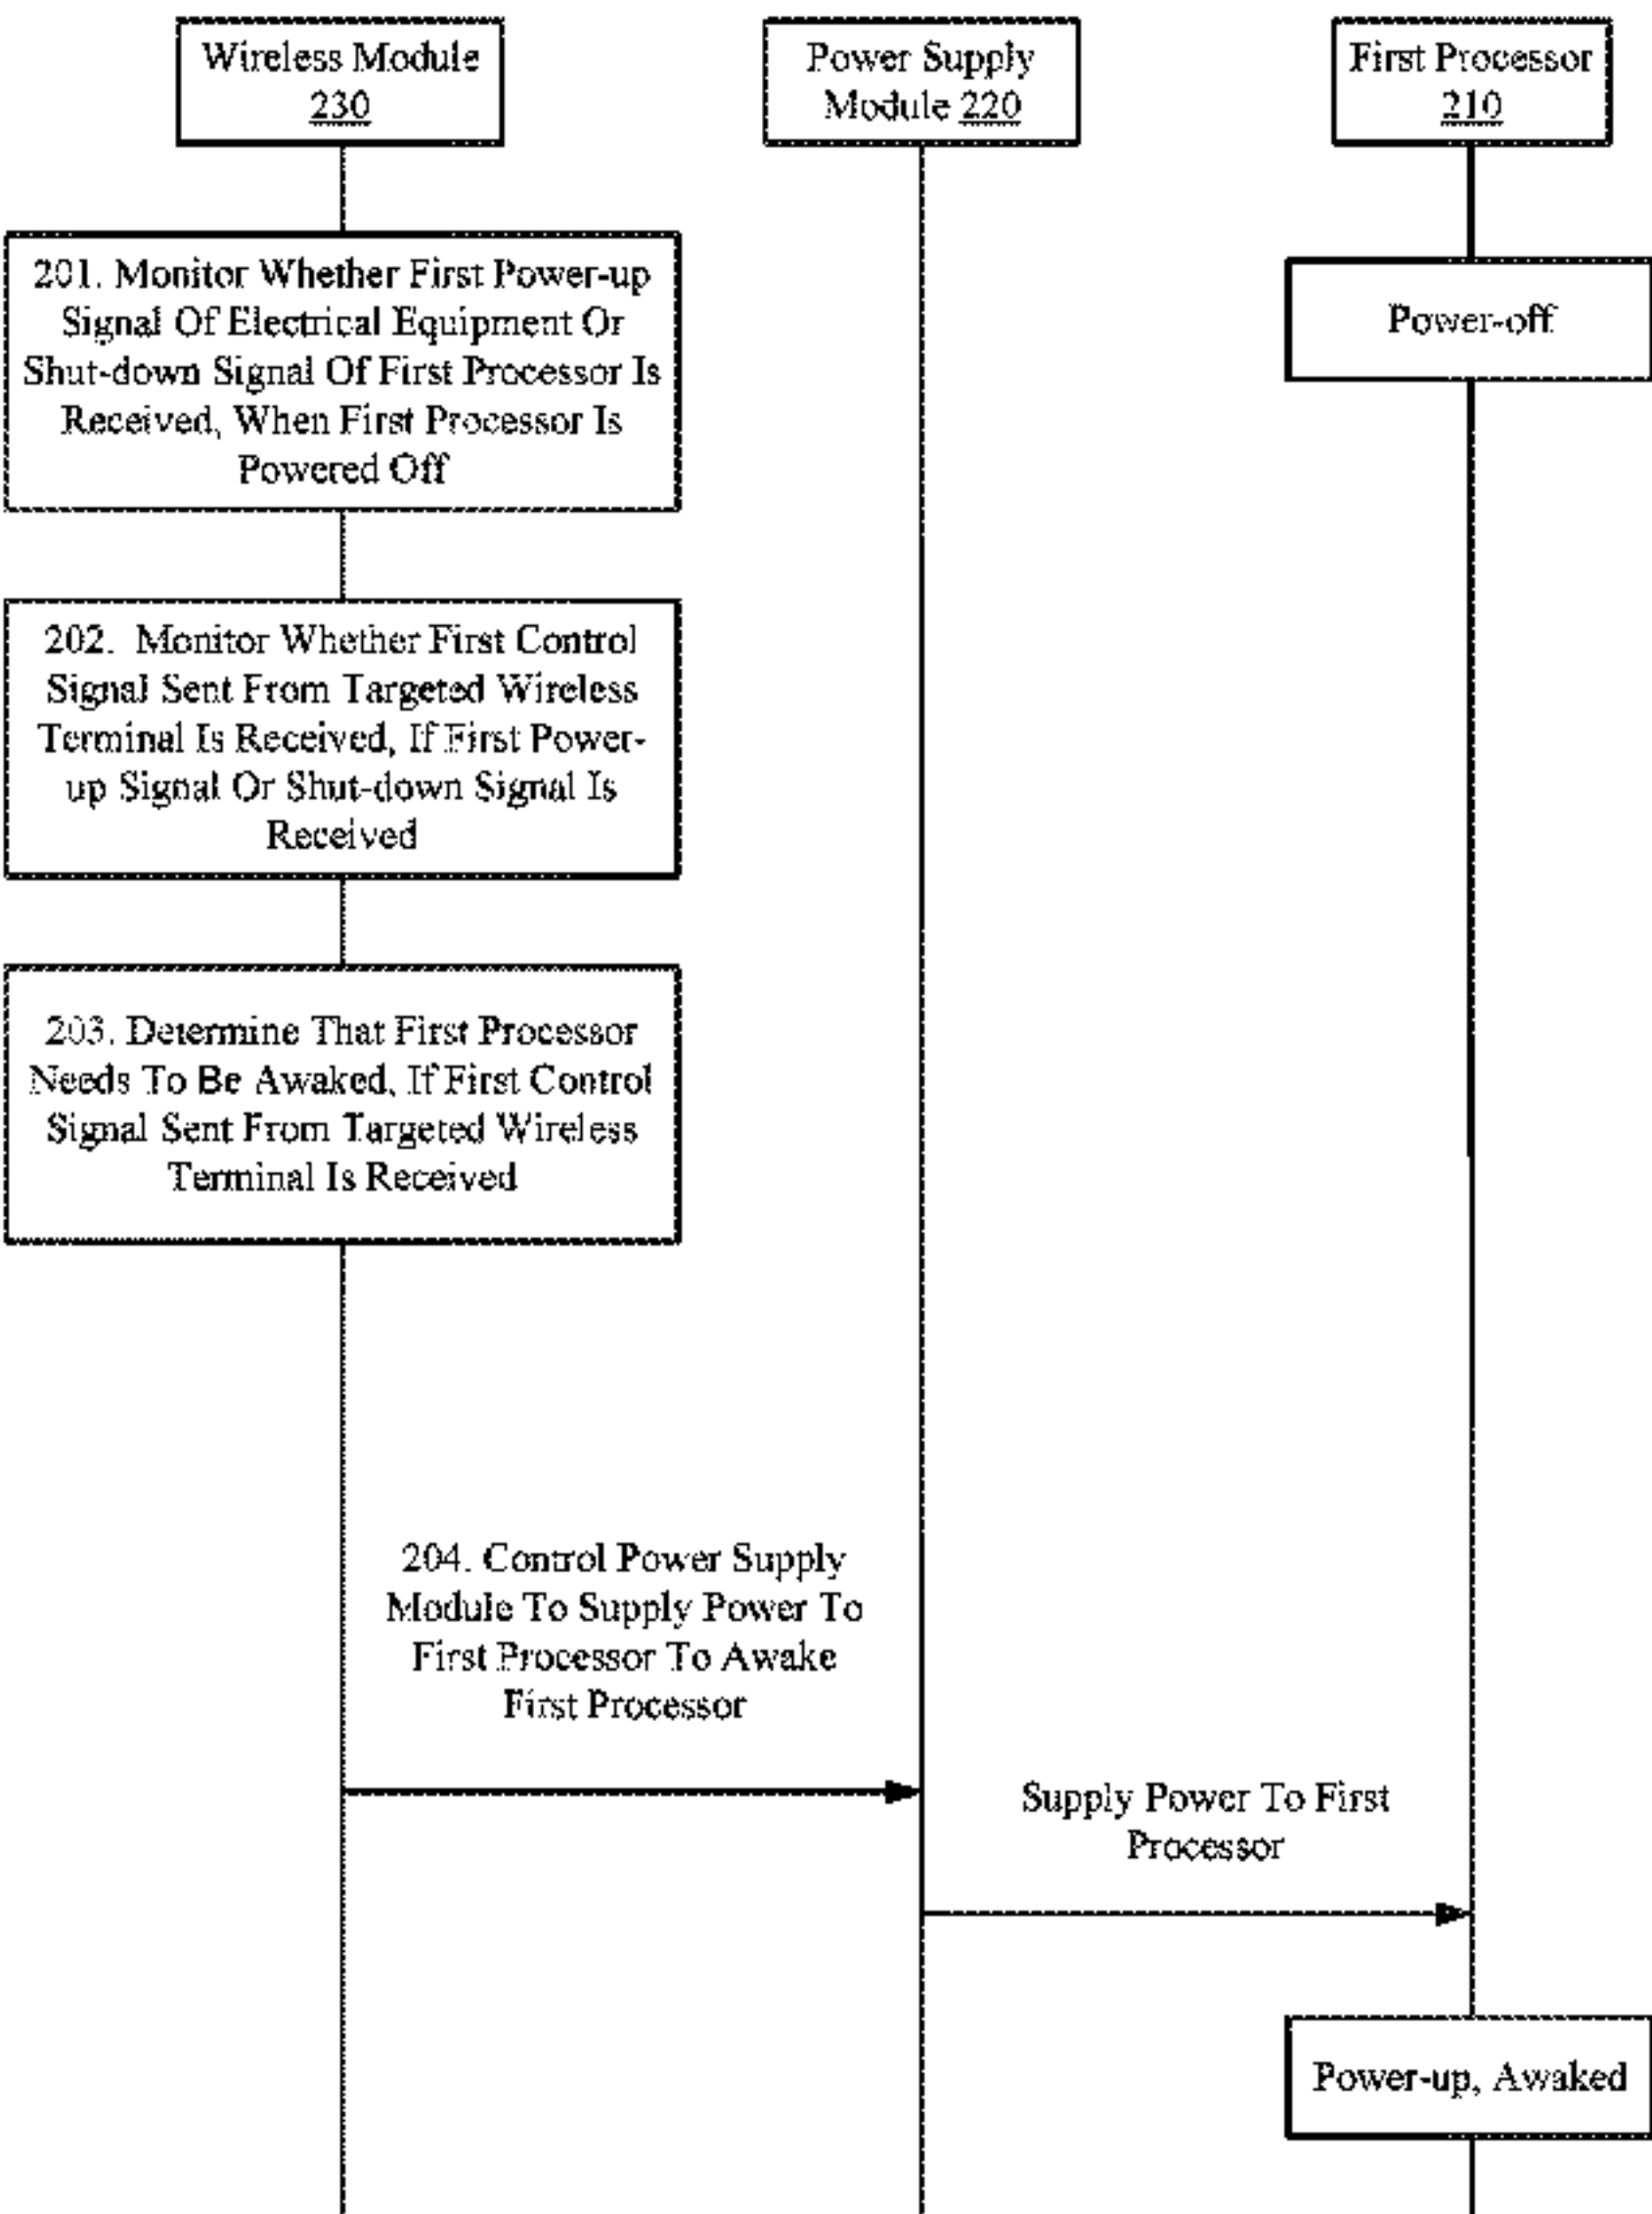 Wireless Module
230
Power Supply
Module 220
First Processor
210
201. Monitor Whether First Power-up
Signal Of Electrical Equipment Or
Shut-down Signal Of First Processor Is
Received, When First Processor Is
Powered Off
Power-off
202. Monitor Whether First Control
Signal Sent From Targeted Wireless
Terminal Is Received, If First Power-
up Signal Or Shut-down Signal Is
Received
203. Determine That First Processor
Needs To Be Awaked, If First Control
Signal Sent From Targeted Wireless
Terminal Is Received
204. Control Power Supply
Module To Supply Power To
First Processor To Awake
First Processor
Supply Power To First
Processor
Power-up, Awaked